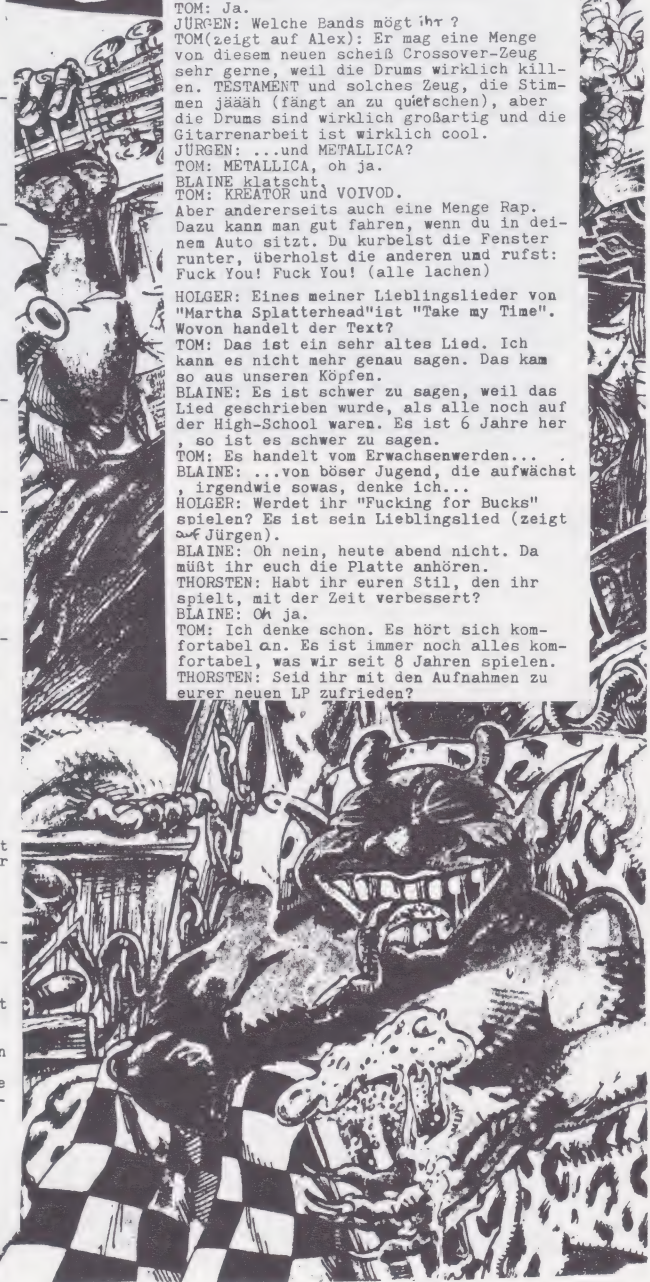 TOM: Ja.
JÜRGEN: Welche Bands mögt ihr ?
TOM(zeigt auf Alex): Er mag eine Menge
von diesem neuen scheiß Crossover-Zeug
sehr gerne, weil die Drums wirklich kill-
en. TESTAMENT und solches Zeug, die Stim-
men jäääh (fängt an zu quietschen), aber
die Drums sind wirklich großartig und die
Gitarrenarbeit ist wirklich cool.
JÜRGEN: ...und METALLICA?
TOM: METALLICA, oh ja.
BLAINE klatscht.
TOM: KREATOR und VOIVOD.
Aber andererseits auch eine Menge Rap.
Dazu kann man gut fahren, wenn du in dei-
nem Auto sitzt. Du kurbelst die Fenster
runter, überholst die anderen und rufst:
Fuck You! Fuck You! (alle lachen)
HOLGER: Eines meiner Lieblingslieder von
"Martha Splatterhead"ist "Take my Time".
Wovon handelt der Text?
TOM: Das ist ein sehr altes Lied. Ich
kann es nicht mehr genau sagen. Das kam
so aus unseren Köpfen.
BLAINE: Es ist schwer zu sagen, weil das
Lied geschrieben wurde, als alle noch auf
der High-School waren. Es ist 6 Jahre her
, so ist es schwer zu sagen.
TOM: Es handelt vom Erwachsenwerden... .
BLAINE: ...von böser Jugend, die aufwächst
, irgendwie sowas, denke ich...
HOLGER: Werdet ihr "Fucking for Bucks"
spielen? Es ist sein Lieblingslied (zeigt
auf Jürgen).
BLAINE: Oh nein, heute abend nicht. Da
müßt ihr euch die Platte anhören.
THORSTEN: Habt ihr euren Stil, den ihr
spielt, mit der Zeit verbessert?
BLAINE: Oh ja.
TOM: Ich denke schon. Es hört sich kom-
fortabel an. Es ist immer noch alles kom-
fortabel, was wir seit 8 Jahren spielen.
THORSTEN: Seid ihr mit den Aufnahmen zu
eurer neuen LP zufrieden?